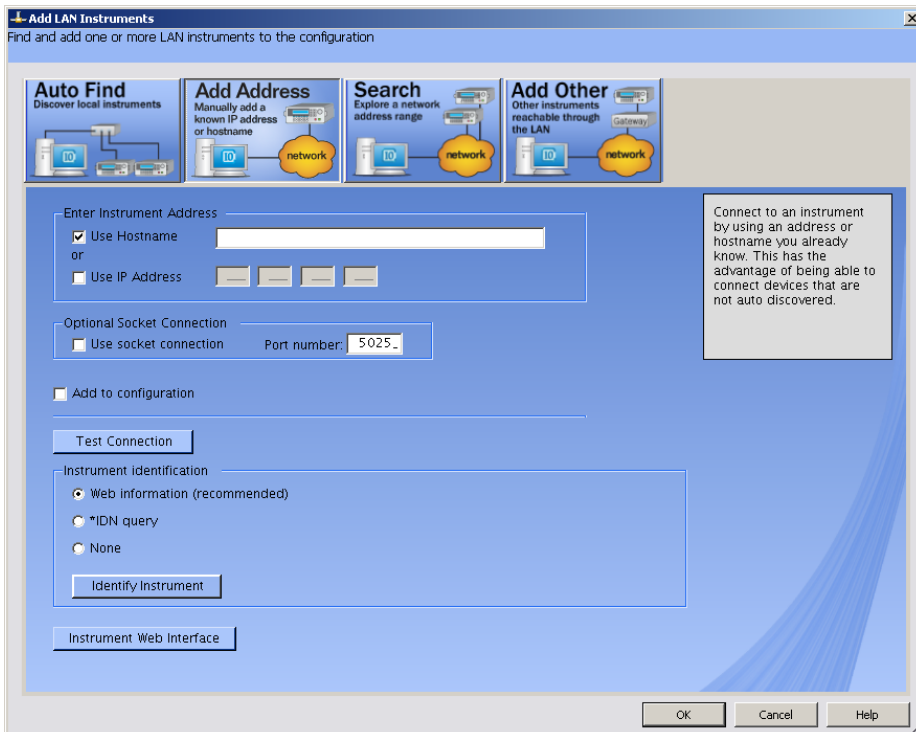 Add LAN Instruments
Find and add one or more LAN instruments to the configuration
Auto Find
Discover local instruments
IO
Add Address
Manually add a
known IP address
or hostname
IO
network
Search
Explore a network
address range
IO
network
Add Other
Other instruments
reachable through
the LAN
Gateway
IO
network
Enter Instrument Address
Use Hostname
or
Use IP Address
Optional Socket Connection
Use socket connection Port number: 5025_
Add to configuration
Test Connection
Instrument identification
Web information (recommended)
*IDN query
None
Identify Instrument
Instrument Web Interface
Connect to an instrument
by using an address or
hostname you already
know. This has the
advantage of being able to
connect devices that are
not auto discovered.
OK Cancel Help